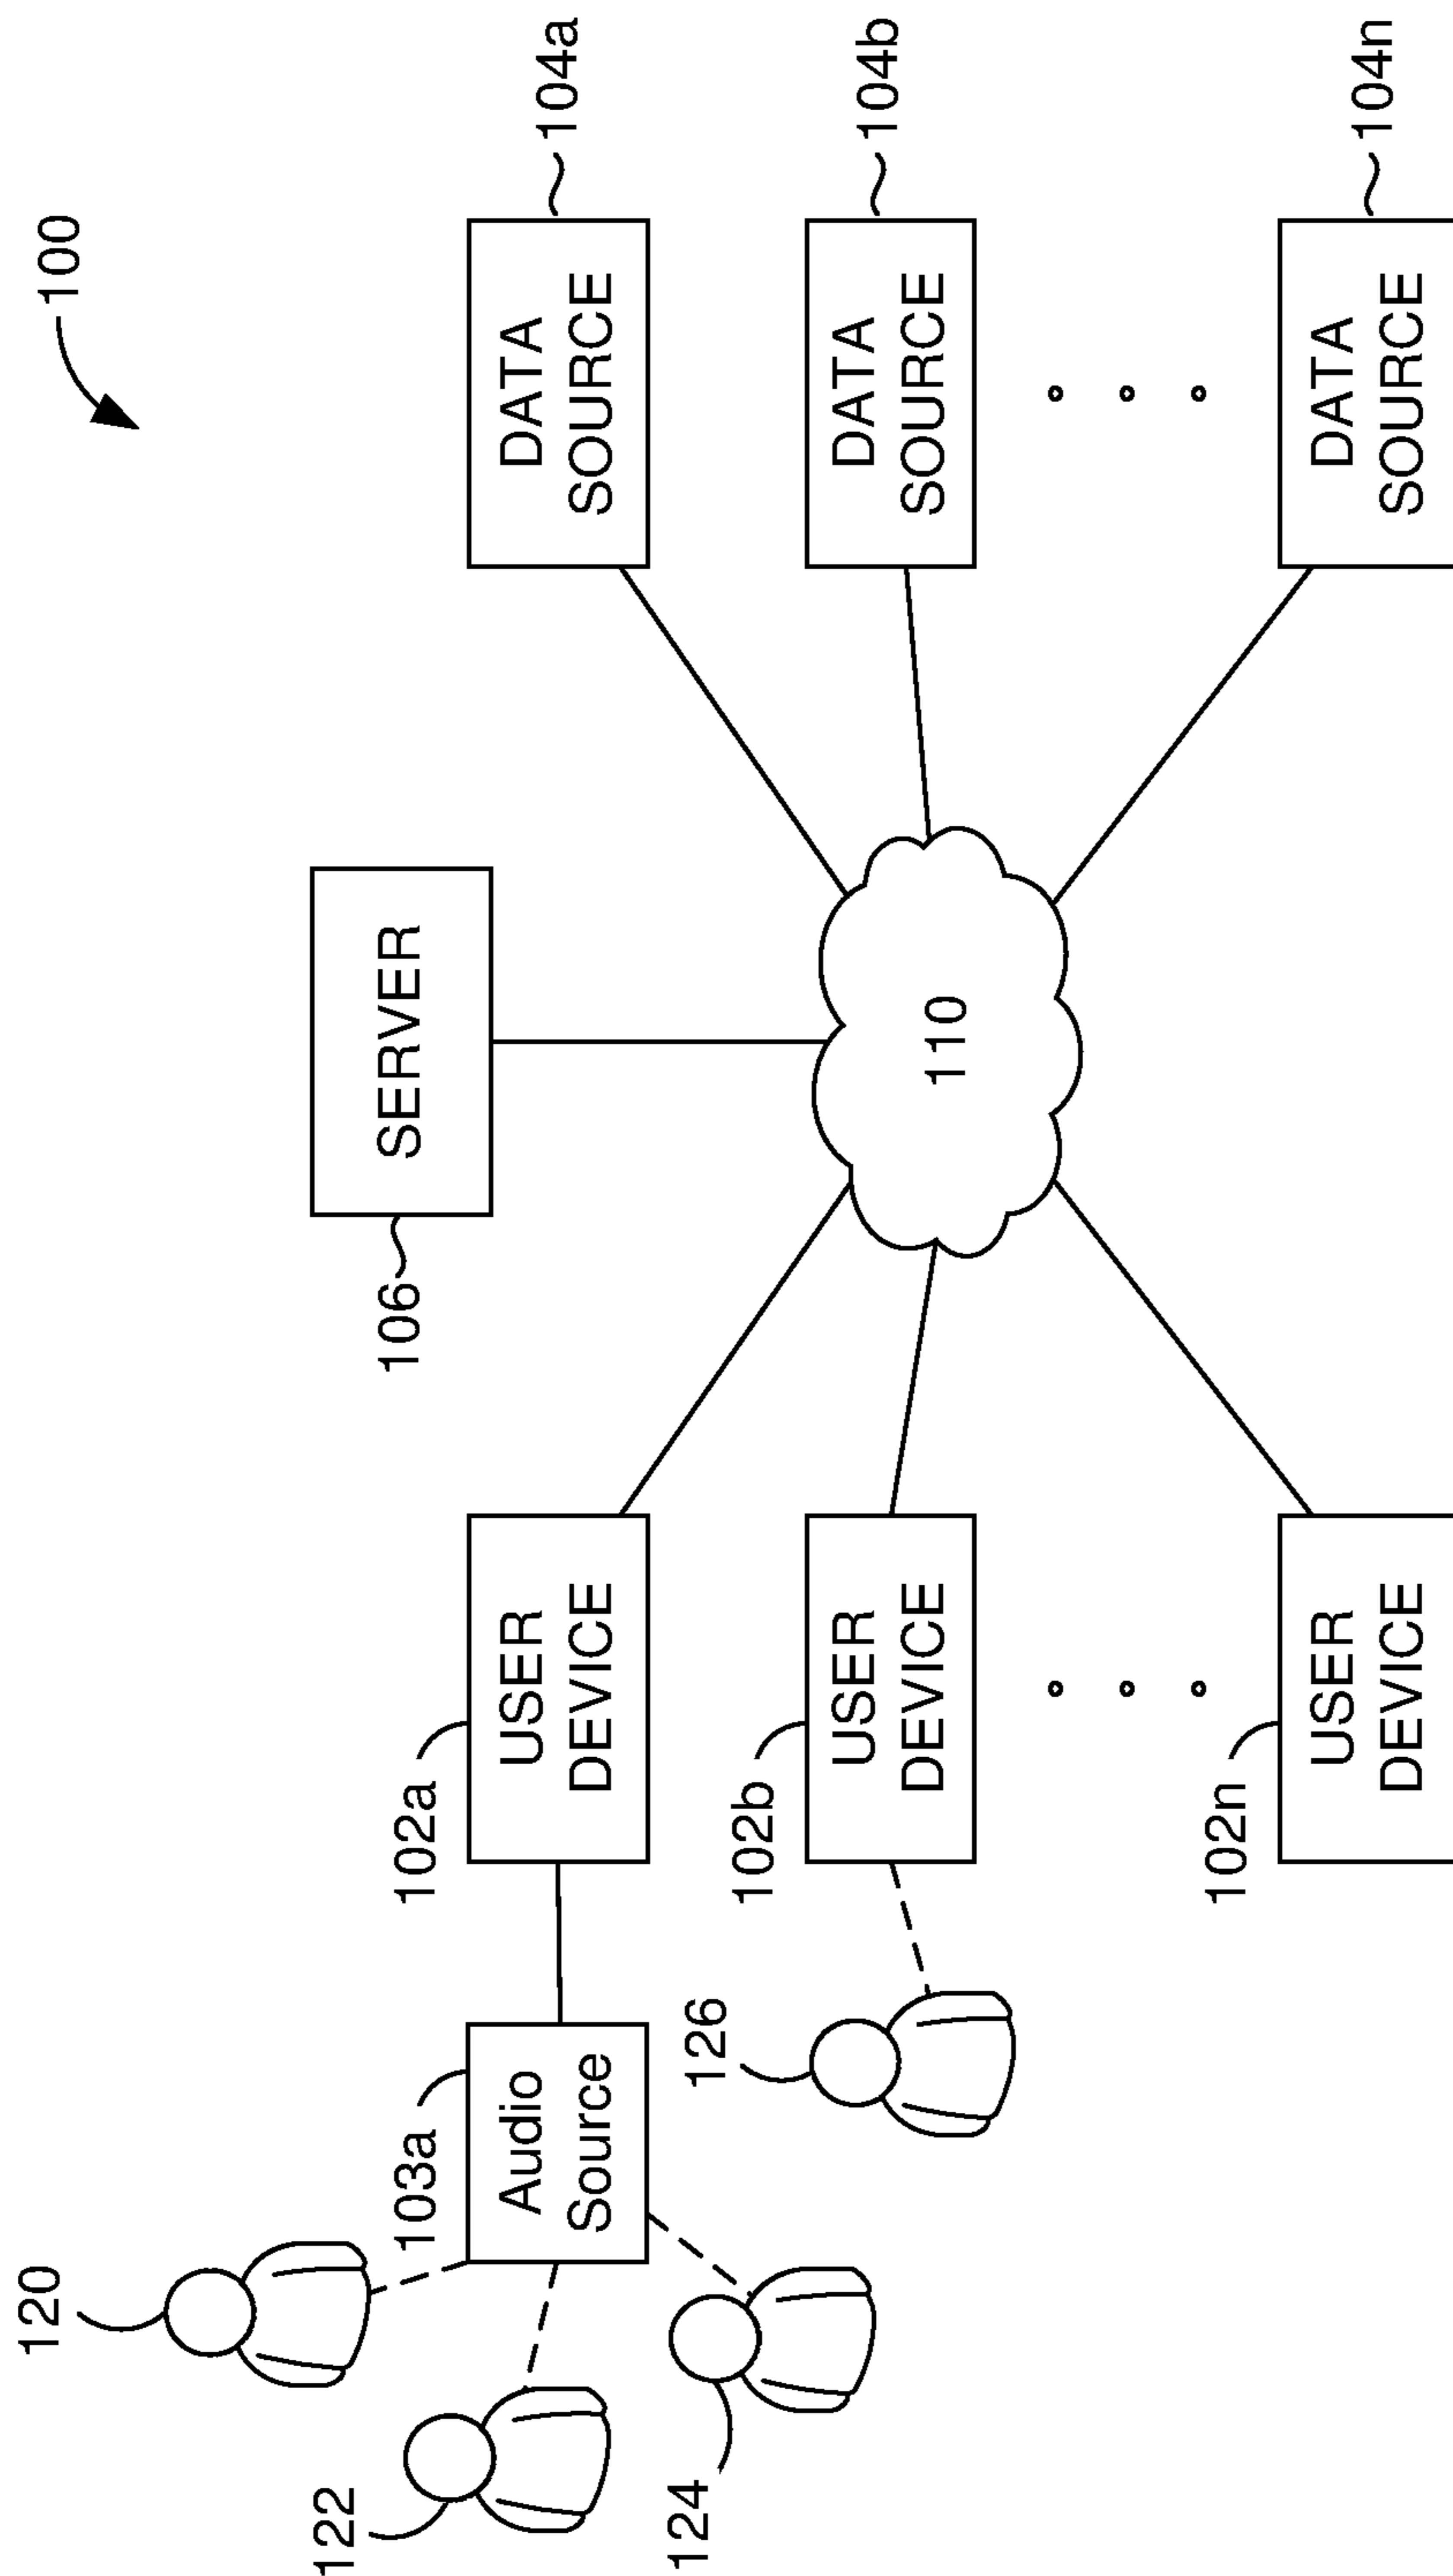 100
120
122
124
103a
Audio
Source
126
102a
USER
DEVICE
102b
USER
DEVICE
102n
USER
DEVICE
106
SERVER
110
104a
DATA
SOURCE
104b
DATA
SOURCE
104n
DATA
SOURCE